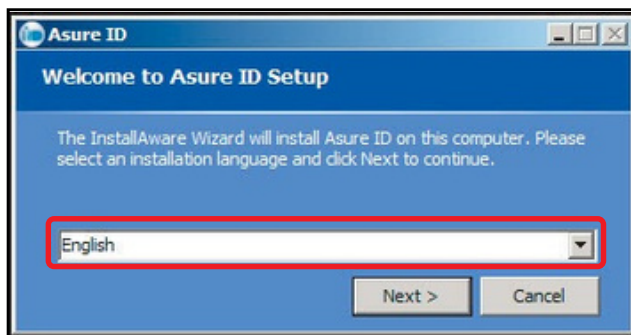 Asure ID
Welcome to Asure ID Setup
The InstallAware Wizard will install Asure ID on this computer. Please
select an installation language and click Next to continue.
English
Next >
Cancel